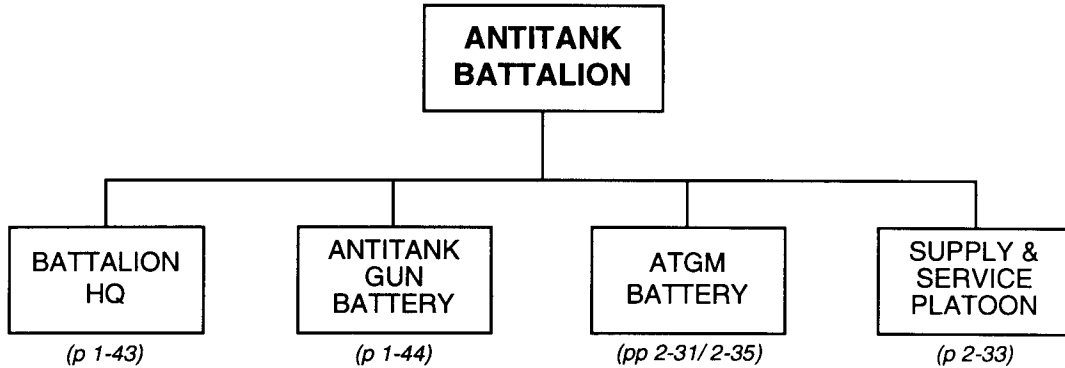 ANTITANK
BATTALION
BATTALION
HQ
(p 1-43)
ANTITANK
GUN
BATTERY
(p 1-44)
ATGM
BATTERY
(pp 2-31/ 2-35)
SUPPLY &
SERVICE
PLATOON
(p 2-33)